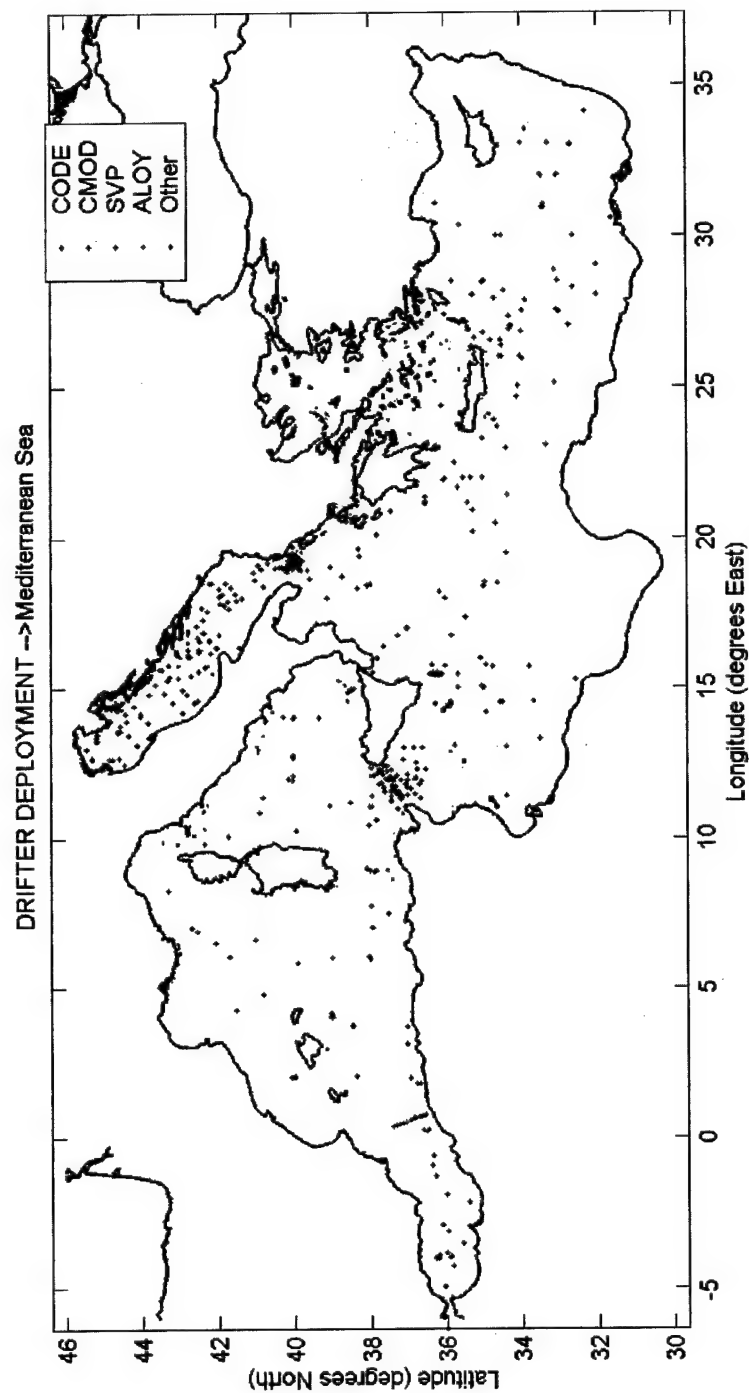 DRIFTER DEPLOYMENT -->Mediterranean Sea
CODE
CMOD
SVP
ALOY
Other
Latitude (degrees North)
46
44
42
40
38
36
34
32
30
-5
0
5
10
15
20
25
30
35
Longitude (degrees East)